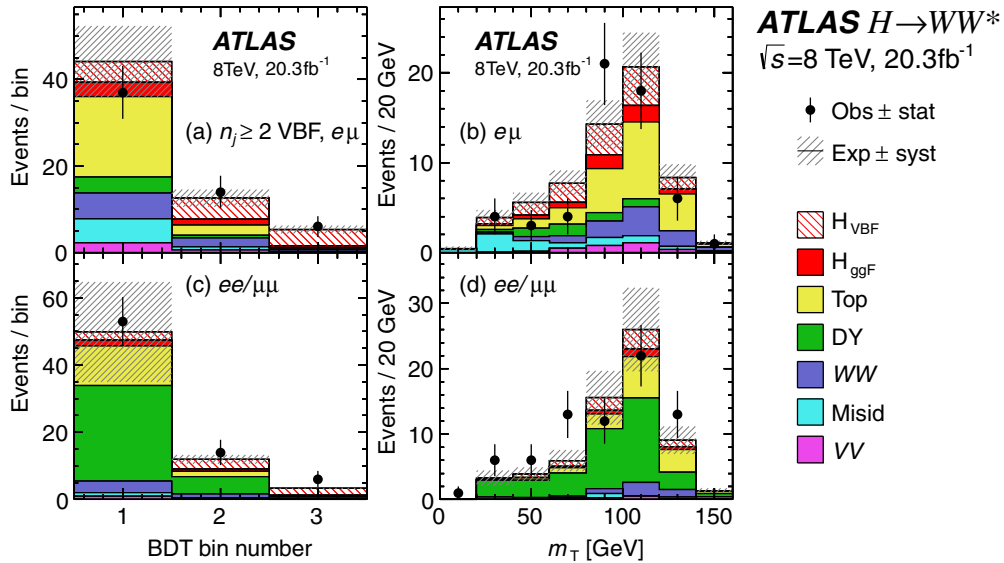 ATLAS
8TeV, 20.3fb-1
(a) nj ≥ 2 VBF, eμ
Events / bin
40
20
0
ATLAS
8TeV, 20.3fb-1
(b) eμ
Events / 20 GeV
20
10
0
(c) ee/μμ
Events / bin
60
40
20
0
1
2
3
BDT bin number
(d) ee/μμ
Events / 20 GeV
30
20
10
0
0
50
100
150
mT [GeV]
ATLAS H→WW*
√s=8 TeV, 20.3fb-1
Obs ± stat
Exp ± syst
HVBF
HggF
Top
DY
WW
Misid
VV